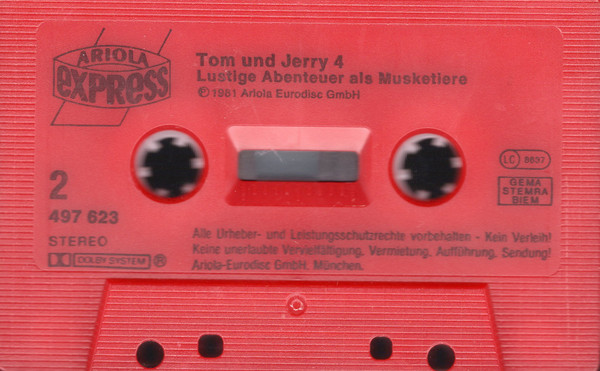 ARIOLA
express
Tom und Jerry 4
Lustige Abenteuer als Musketiere
℗ 1981 Ariola Eurodisc GmbH
2
497 623
STEREO
DOLBY SYSTEM ®
LC 8637
GEMA
STEMRA
BIEM
Alle Urheber- und Leistungsschutzrechte vorbehalten - Kein Verleih!
Keine unerlaubte Vervielfältigung, Vermietung, Aufführung, Sendung!
Ariola-Eurodisc GmbH. München.